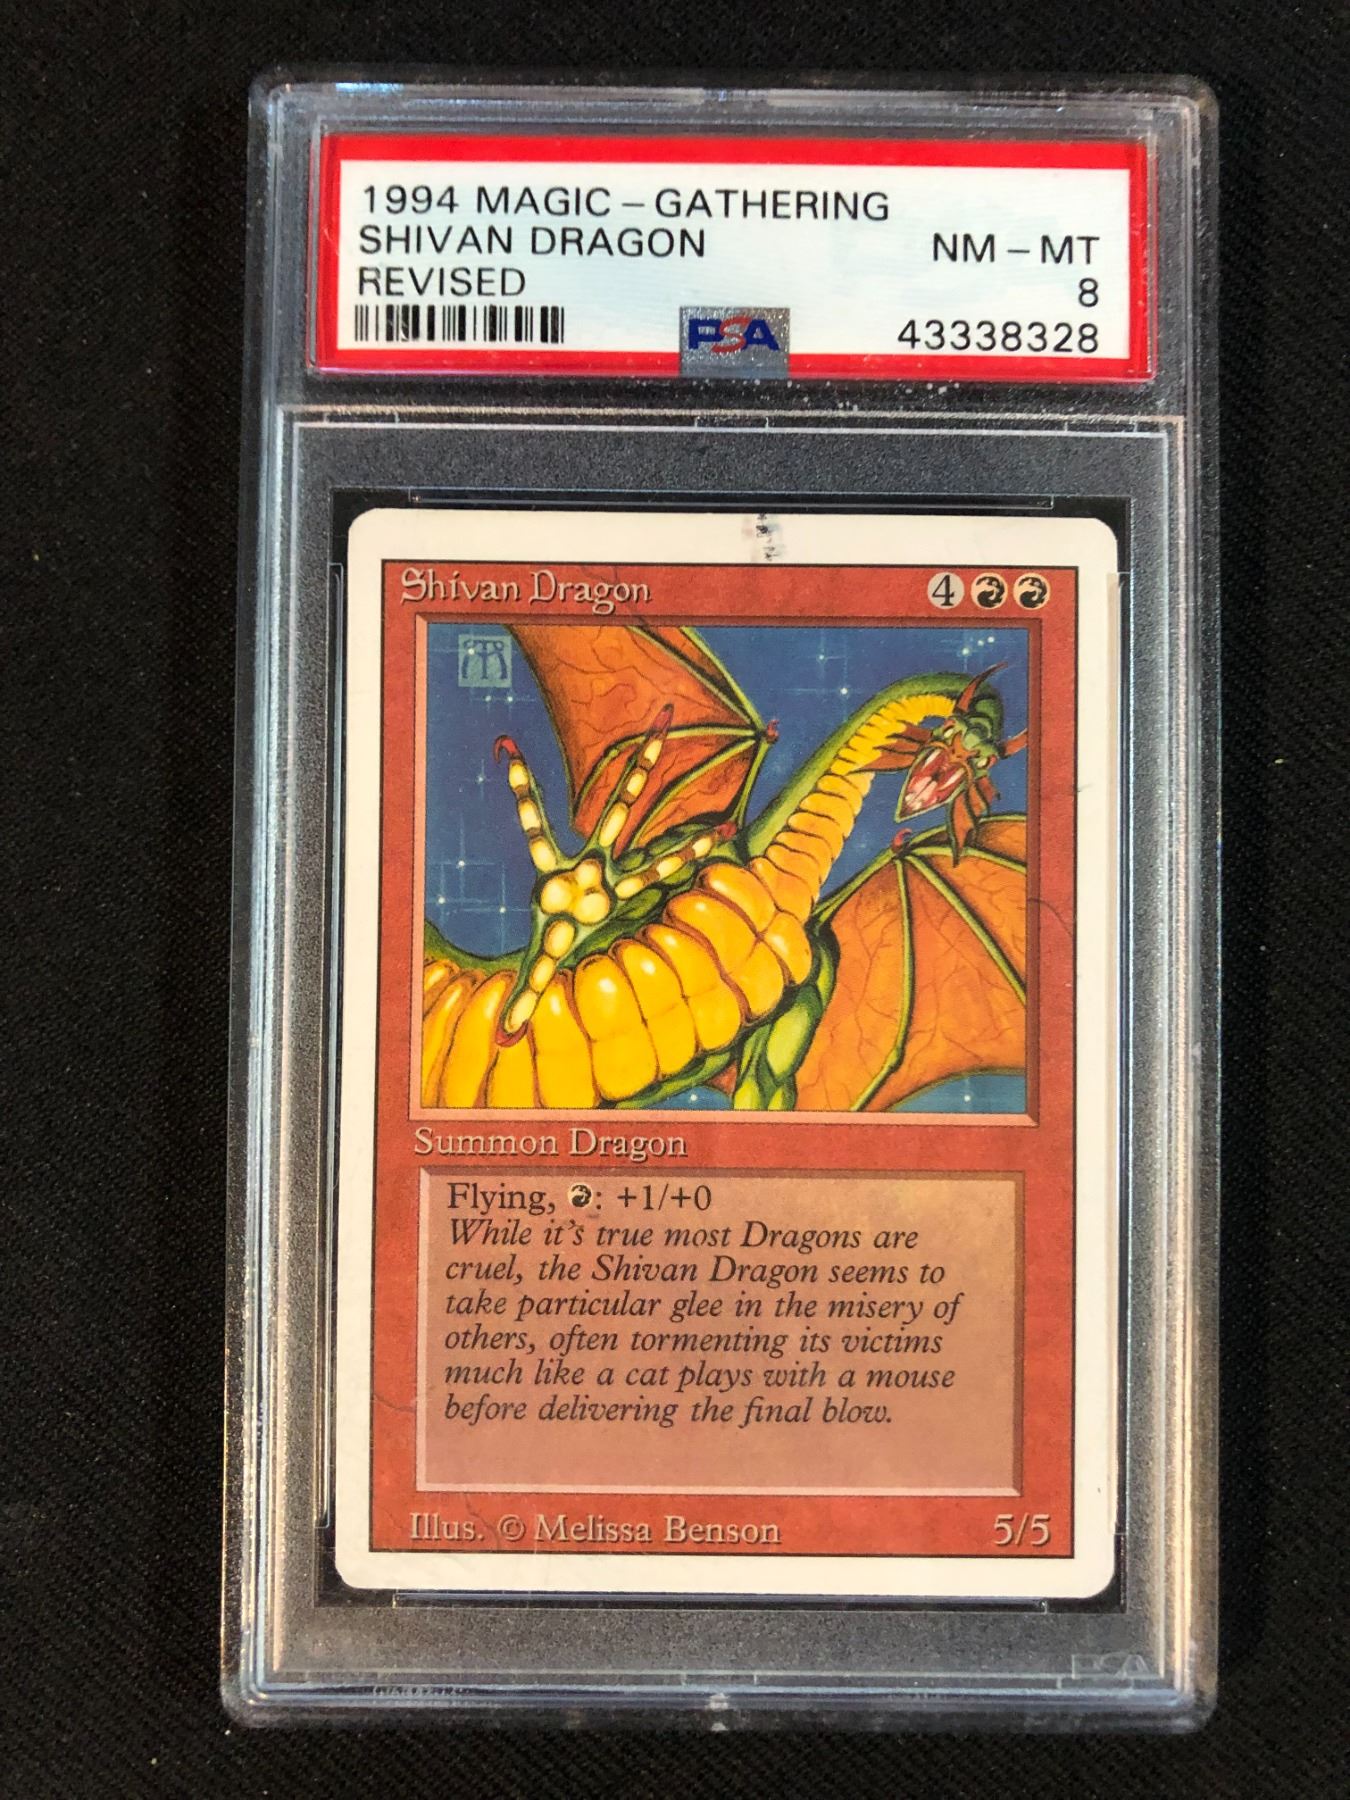 1994 MAGIC – GATHERING
SHIVAN DRAGON
NM – MT
REVISED
8
PSA
43338328
Shivan Dragon
4
Summon Dragon
Flying, : +1/+0
While it's true most Dragons are
cruel, the Shivan Dragon seems to
take particular glee in the misery of
others, often tormenting its victims
much like a cat plays with a mouse
before delivering the final blow.
Illus. © Melissa Benson
5/5
PSA